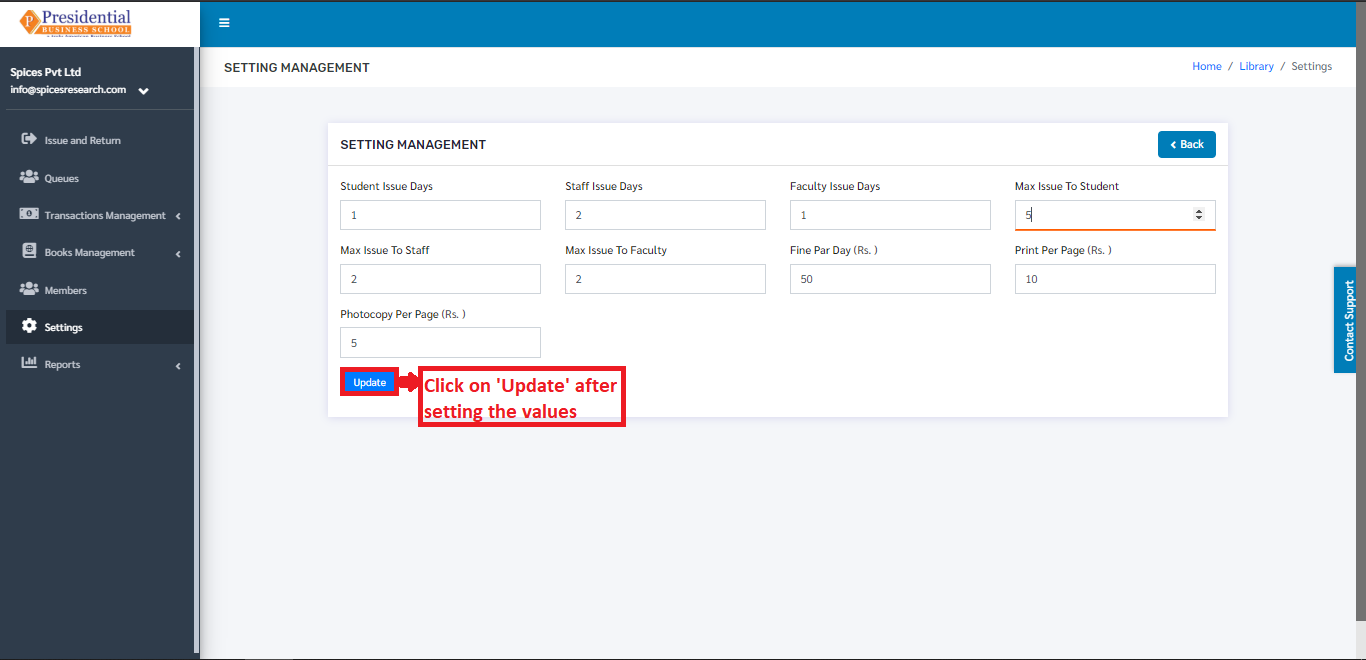 Presidential
BUSINESS SCHOOL
Spices Pvt Ltd
info@spicesresearch.com
Issue and Return
Queues
Transactions Management
Books Management
Members
Settings
Reports
SETTING MANAGEMENT
Home / Library / Settings
SETTING MANAGEMENT
Back
Student Issue Days
Staff Issue Days
Faculty Issue Days
Max Issue To Student
1
2
1
5
Max Issue To Staff
Max Issue To Faculty
Fine Par Day (Rs. )
Print Per Page (Rs. )
2
2
50
10
Photocopy Per Page (Rs. )
5
Update
Click on 'Update' after
setting the values
Contact Support